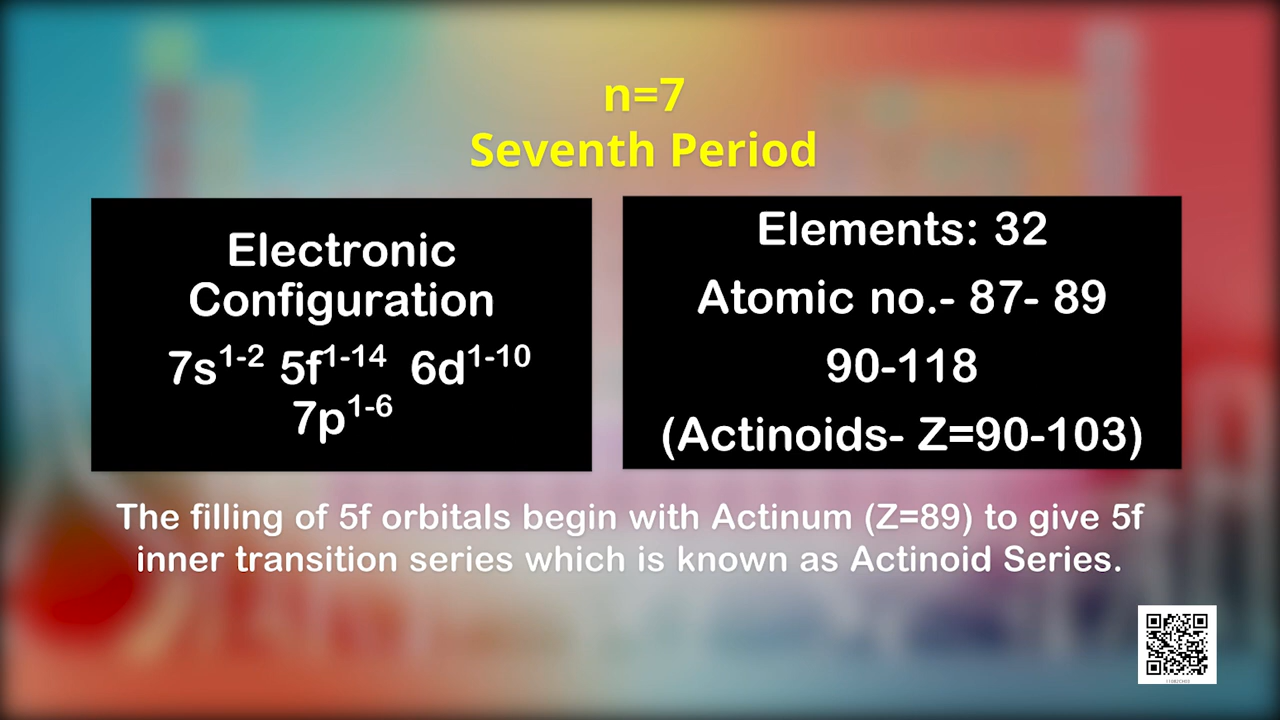 n=7
Seventh Period
Electronic
Configuration
7s¹⁻² 5f¹⁻¹⁴ 6d¹⁻¹⁰
7p¹⁻⁶
Elements: 32
Atomic no.- 87- 89
90-118
(Actinoids- Z=90-103)
The filling of 5f orbitals begin with Actinum (Z=89) to give 5f
inner transition series which is known as Actinoid Series.